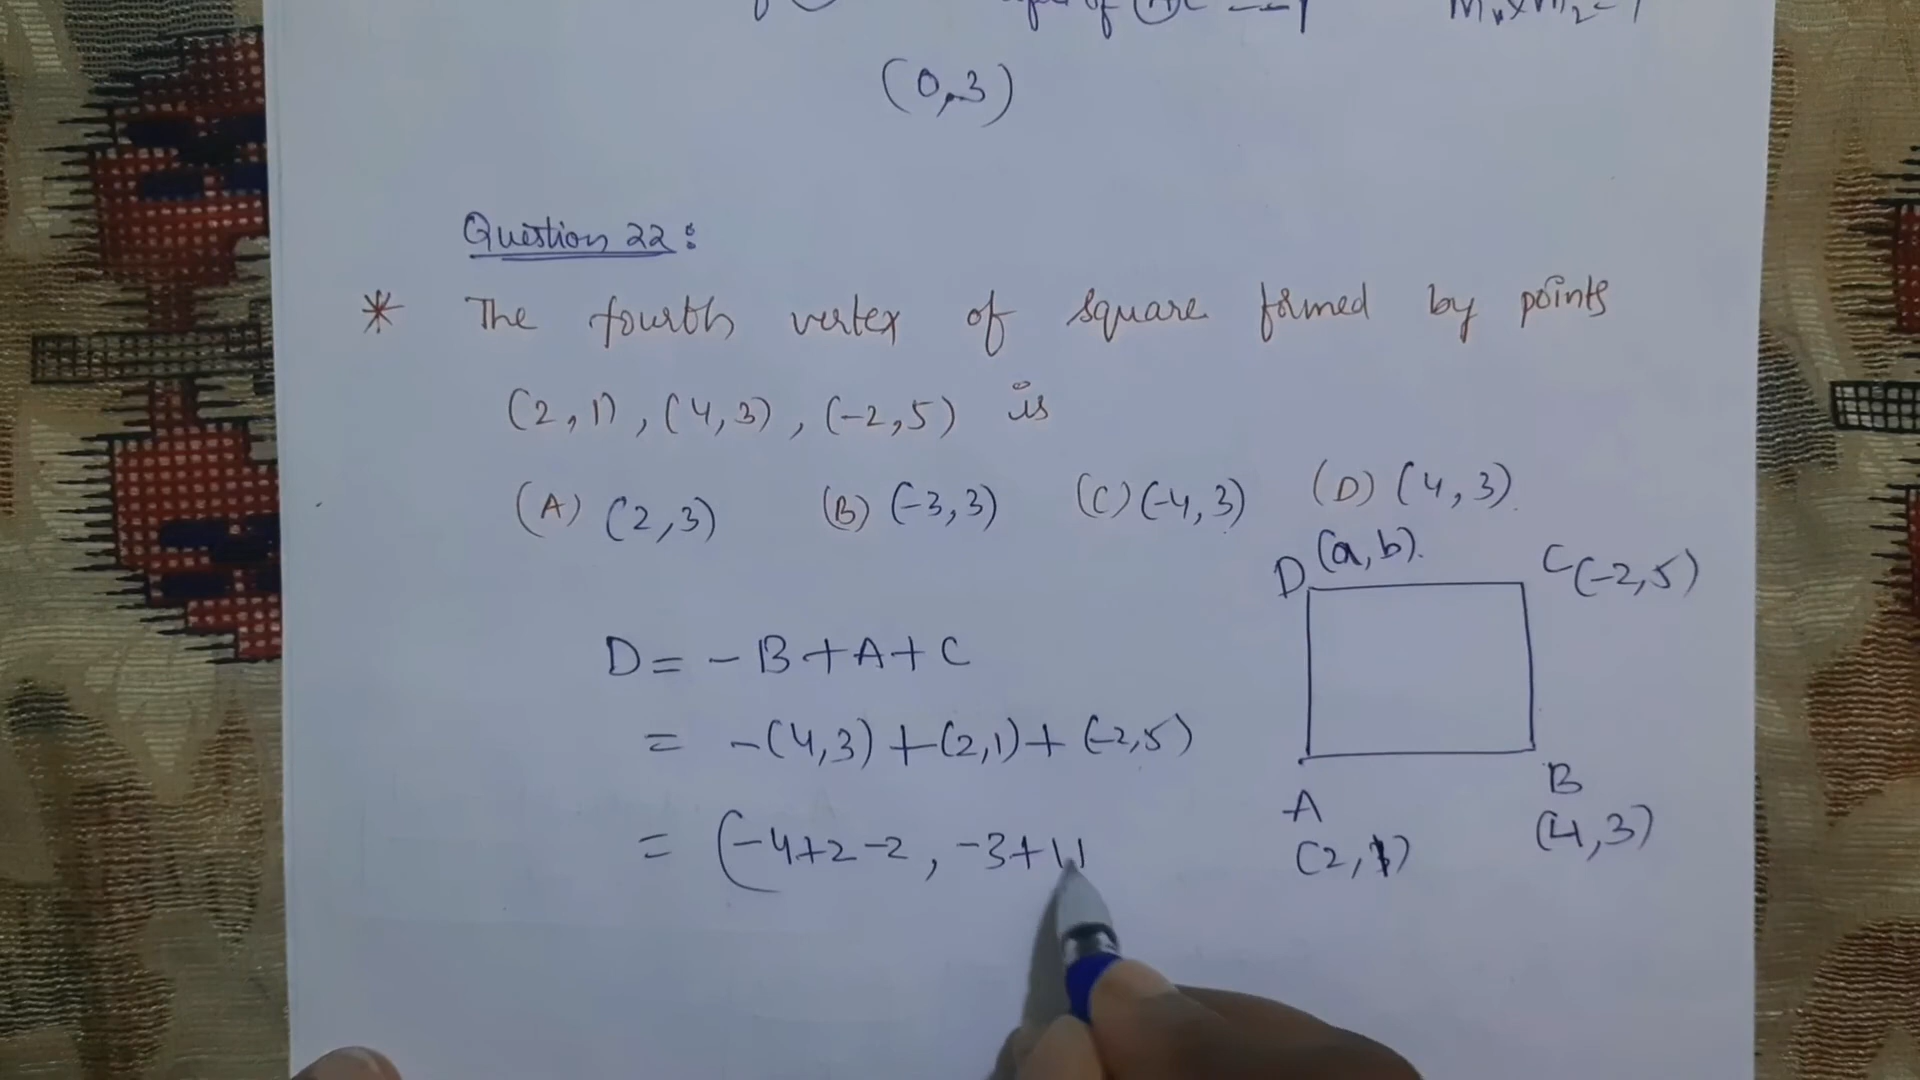 (0,3)
Question 22:
* The fourth vertex of square formed by points
(2,1), (4,3), (-2,5) is
(A) (2,3) (B) (-3,3) (C) (-4,3) (D) (4,3)
D (a,b). C(-2,5)
D = -B+A+C
= -(4,3)+(2,1)+(-2,5)
B
A (4,3)
= (-4+2-2, -3+1
(2,1)